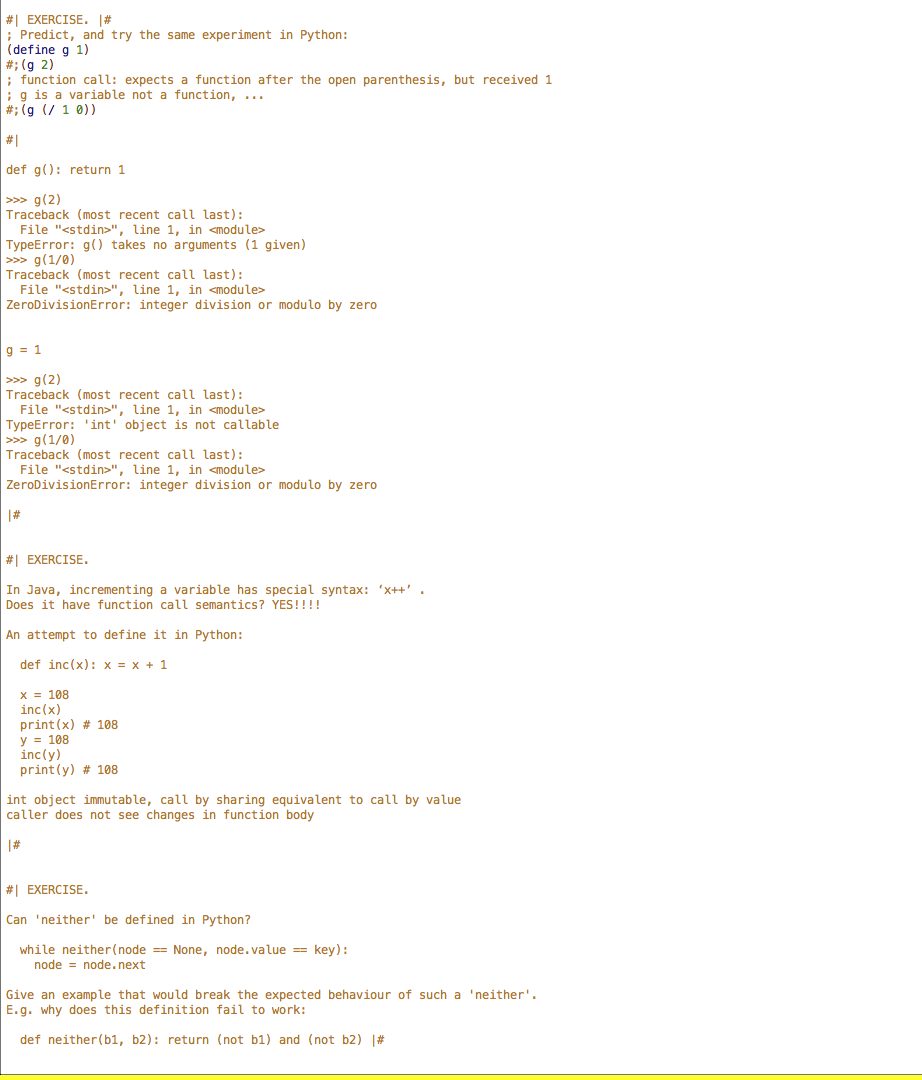 #| EXERCISE. |#
; Predict, and try the same experiment in Python:
(define g 1)
#;(g 2)
; function call: expects a function after the open parenthesis, but received 1
; g is a variable not a function, ...
#;(g (/ 1 0))
#|
def g(): return 1
>>> g(2)
Traceback (most recent call last):
  File "<stdin>", line 1, in <module>
TypeError: g() takes no arguments (1 given)
>>> g(1/0)
Traceback (most recent call last):
  File "<stdin>", line 1, in <module>
ZeroDivisionError: integer division or modulo by zero
g = 1
>>> g(2)
Traceback (most recent call last):
  File "<stdin>", line 1, in <module>
TypeError: 'int' object is not callable
>>> g(1/0)
Traceback (most recent call last):
  File "<stdin>", line 1, in <module>
ZeroDivisionError: integer division or modulo by zero
|#
#| EXERCISE.
In Java, incrementing a variable has special syntax: ‘x++’ .
Does it have function call semantics? YES!!!!
An attempt to define it in Python:
  def inc(x): x = x + 1
  x = 108
  inc(x)
  print(x) # 108
  y = 108
  inc(y)
  print(y) # 108
int object immutable, call by sharing equivalent to call by value
caller does not see changes in function body
|#
#| EXERCISE.
Can 'neither' be defined in Python?
  while neither(node == None, node.value == key):
    node = node.next
Give an example that would break the expected behaviour of such a 'neither'.
E.g. why does this definition fail to work:
  def neither(b1, b2): return (not b1) and (not b2) |#